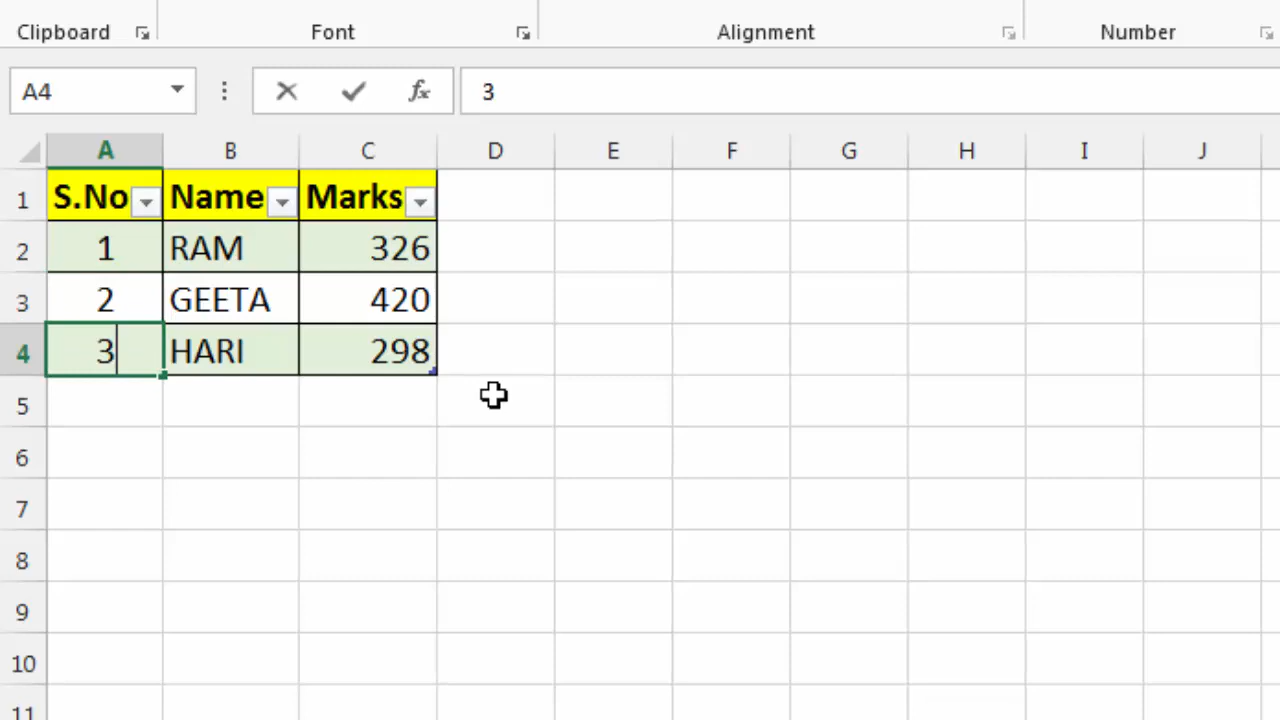 Clipboard Font Alignment Number
A4 fx 3
A B C D E F G H I J
1 S.No Name Marks
2 1 RAM 326
3 2 GEETA 420
4 3 HARI 298
5
6
7
8
9
10
11